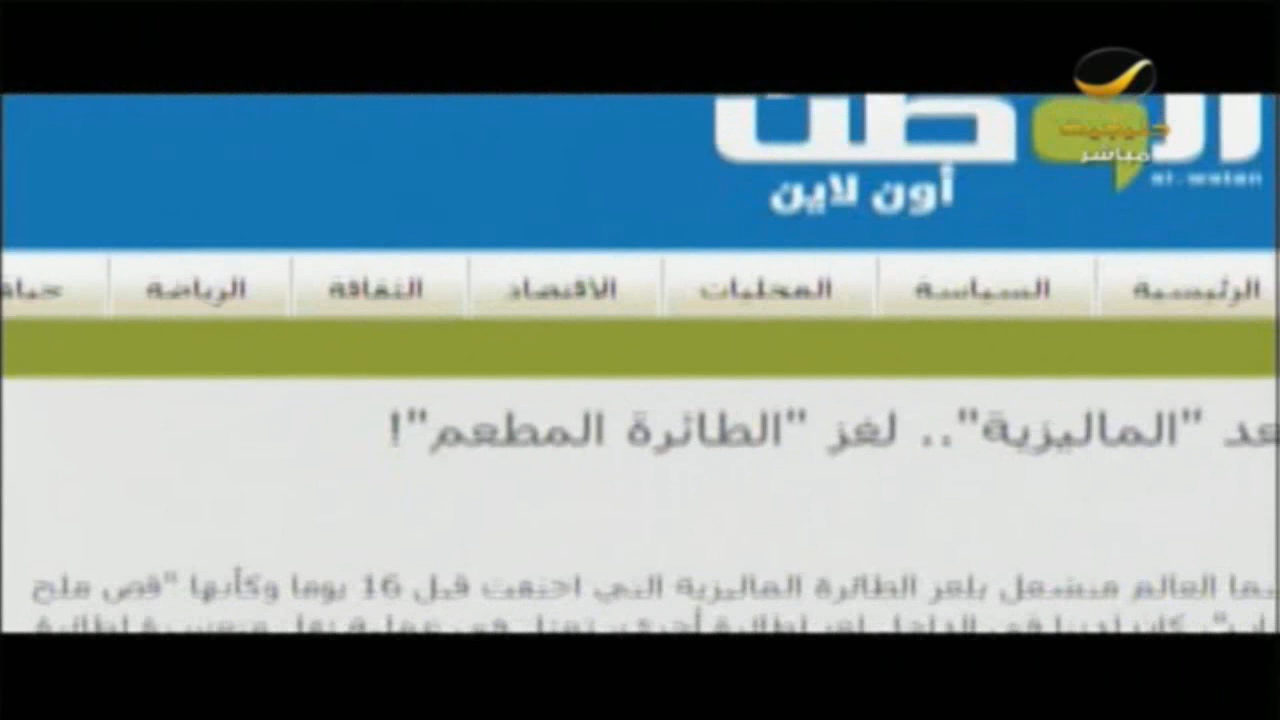 الوطن
al-watan
أون لاين
خليجية
مباشر
الرئيسية السياسة المحليات الاقتصاد الثقافة الرياضة
"الماليزية".. لغز "الطائرة المطعم"!
العالم منشغل بلغز الطائرة الماليزية التي اختفت قبل 16 يوما وكأنها "فص ملح